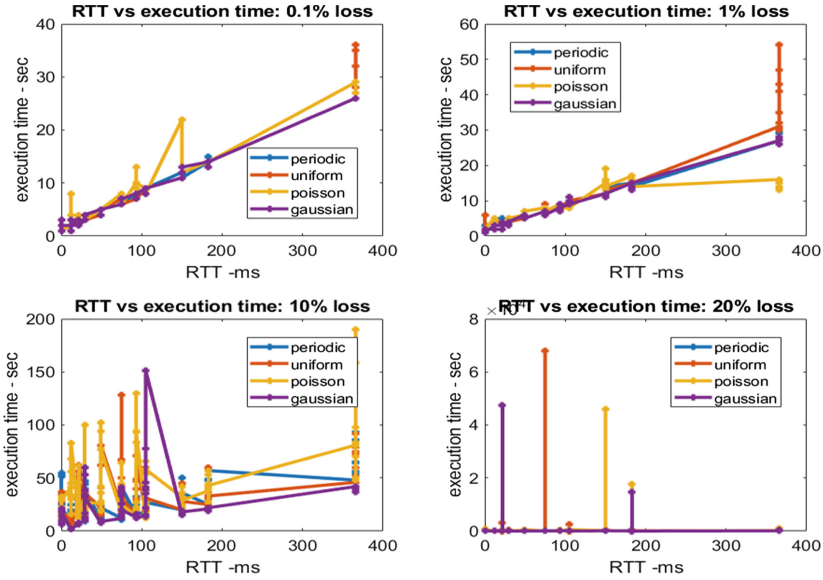 RTT vs execution time: 0.1% loss
execution time - sec
40
30
20
10
0
periodic
uniform
poisson
gaussian
0 100 200 300 400
RTT -ms
RTT vs execution time: 1% loss
execution time - sec
60
50
40
30
20
10
0
periodic
uniform
poisson
gaussian
0 100 200 300 400
RTT -ms
RTT vs execution time: 10% loss
execution time - sec
200
150
100
50
0
periodic
uniform
poisson
gaussian
0 100 200 300 400
RTT -ms
RTT vs execution time: 20% loss
× 10⁴
execution time - sec
8
6
4
2
0
periodic
uniform
poisson
gaussian
0 100 200 300 400
RTT -ms